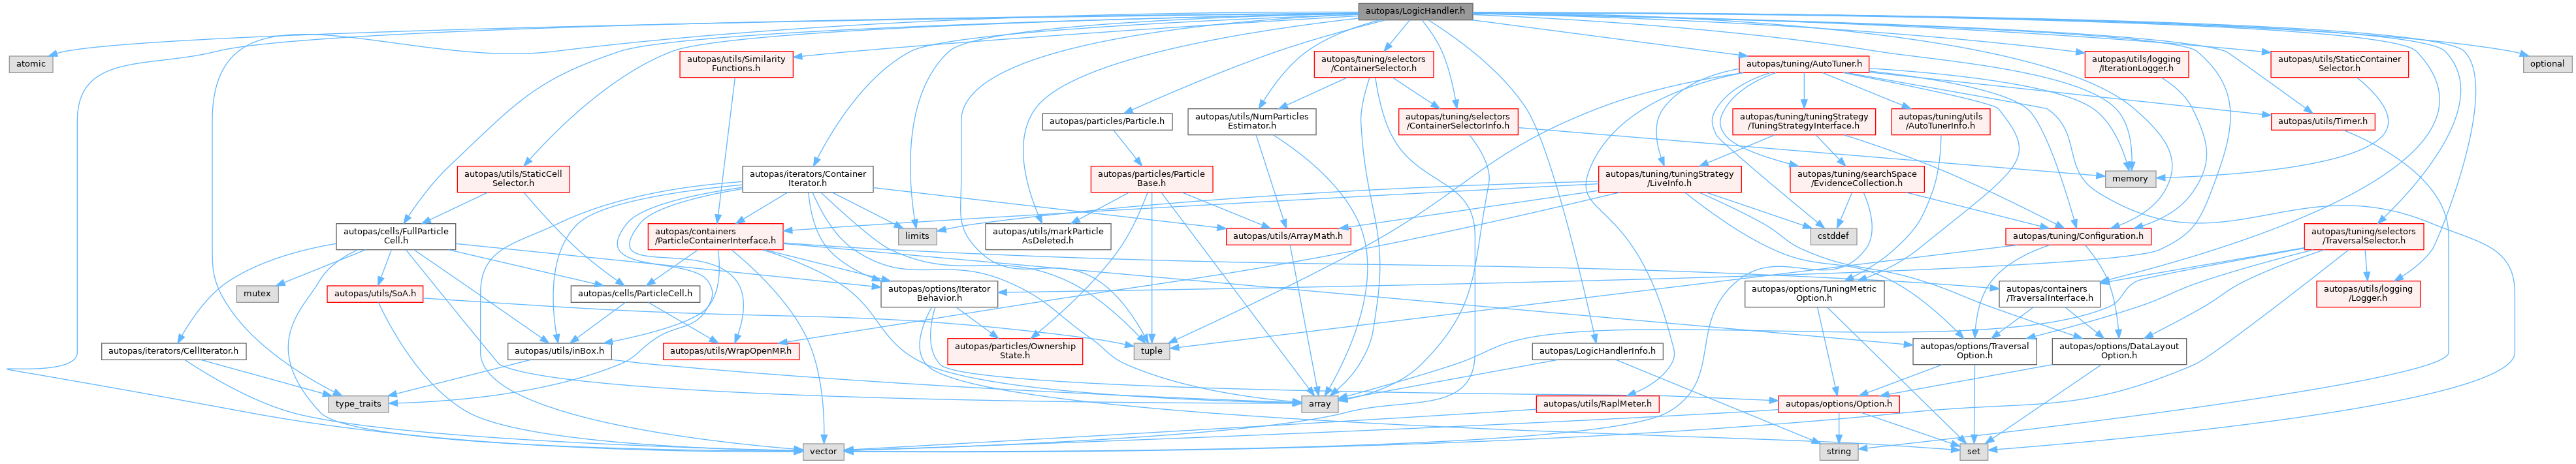 autopas/LogicHandler.h
atomic
autopas/utils/Similarity
Functions.h
autopas/tuning/selectors
/ContainerSelector.h
autopas/tuning/AutoTuner.h
autopas/utils/logging
/IterationLogger.h
autopas/utils/StaticContainer
Selector.h
optional
autopas/particles/Particle.h
autopas/utils/NumParticles
Estimator.h
autopas/tuning/selectors
/ContainerSelectorInfo.h
autopas/tuning/tuningStrategy
/TuningStrategyInterface.h
autopas/tuning/utils
/AutoTunerInfo.h
autopas/utils/Timer.h
autopas/utils/StaticCell
Selector.h
autopas/iterators/Container
Iterator.h
autopas/particles/Particle
Base.h
autopas/tuning/tuningStrategy
/LiveInfo.h
autopas/tuning/searchSpace
/EvidenceCollection.h
memory
autopas/cells/FullParticle
Cell.h
autopas/containers
/ParticleContainerInterface.h
limits
autopas/utils/markParticle
AsDeleted.h
autopas/utils/ArrayMath.h
cstddef
autopas/tuning/Configuration.h
autopas/tuning/selectors
/TraversalSelector.h
mutex
autopas/utils/SoA.h
autopas/cells/ParticleCell.h
autopas/options/Iterator
Behavior.h
autopas/options/TuningMetric
Option.h
autopas/containers
/TraversalInterface.h
autopas/utils/logging
/Logger.h
autopas/iterators/CellIterator.h
autopas/utils/inBox.h
autopas/utils/WrapOpenMP.h
autopas/particles/Ownership
State.h
tuple
autopas/LogicHandlerInfo.h
autopas/options/Traversal
Option.h
autopas/options/DataLayout
Option.h
type_traits
array
autopas/utils/RaplMeter.h
autopas/options/Option.h
vector
string
set